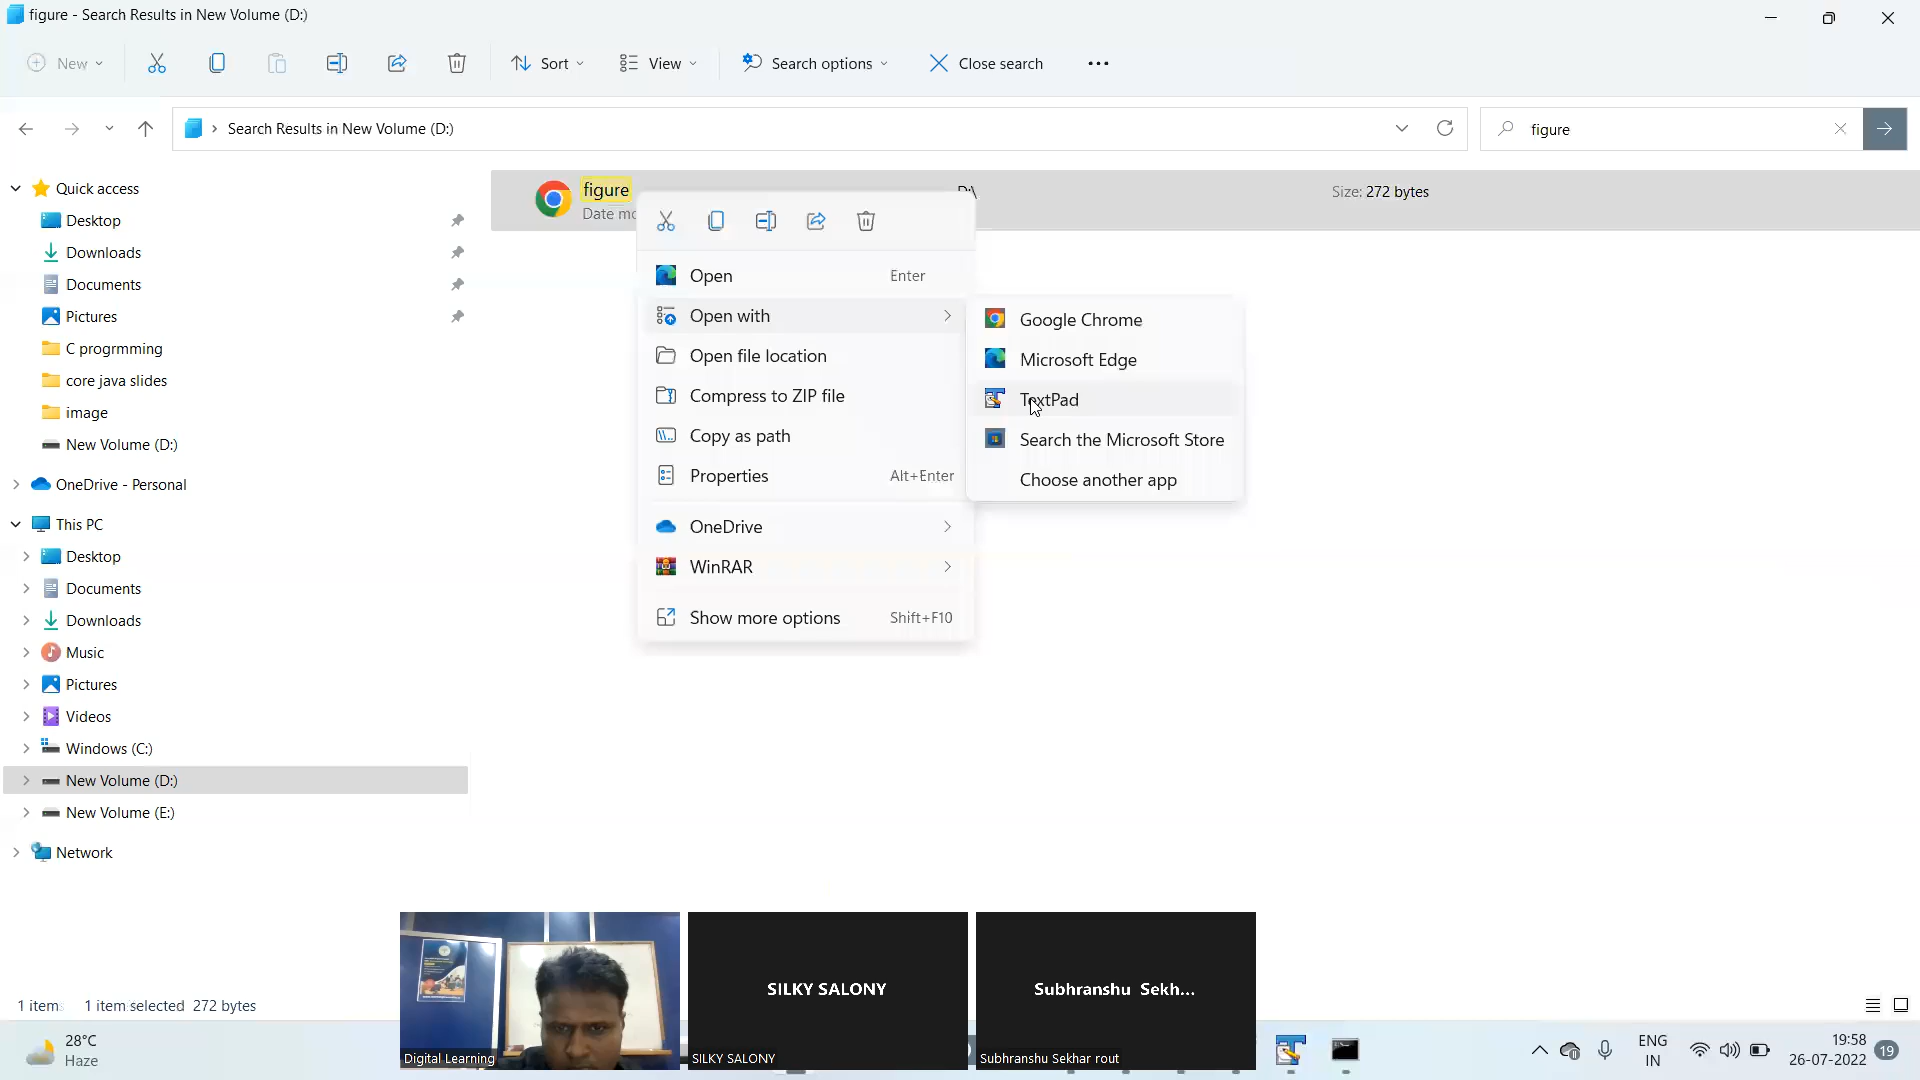 figure - Search Results in New Volume (D:)
New
Sort
View
Search options
Close search
Search Results in New Volume (D:)
figure
Quick access
Desktop
Downloads
Documents
Pictures
C progrmming
core java slides
image
New Volume (D:)
OneDrive - Personal
This PC
Desktop
Documents
Downloads
Music
Pictures
Videos
Windows (C:)
New Volume (D:)
New Volume (E:)
Network
figure
Date mo
D:\
Size: 272 bytes
Open Enter
Open with
Open file location
Compress to ZIP file
Copy as path
Properties Alt+Enter
OneDrive
WinRAR
Show more options Shift+F10
Google Chrome
Microsoft Edge
TextPad
Search the Microsoft Store
Choose another app
1 item 1 item selected 272 bytes
Digital Learning
SILKY SALONY
SILKY SALONY
Subhranshu Sekh...
Subhranshu Sekhar rout
28°C
Haze
ENG
IN
19:58
26-07-2022
19